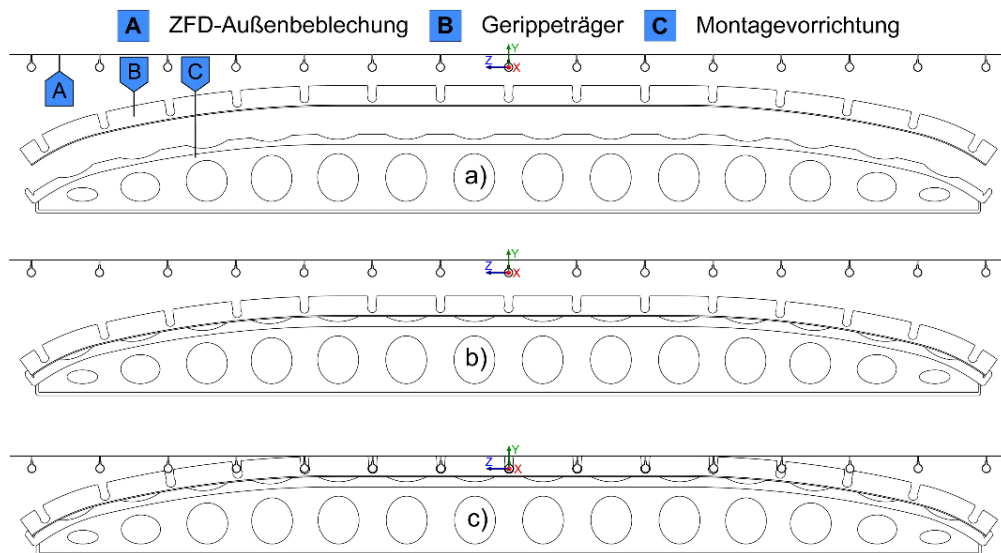 A ZFD-Außenbeblechung B Gerippeträger C Montagevorrichtung
Y
Z X
A B C
a)
Y
Z X
b)
Y
Z X
c)